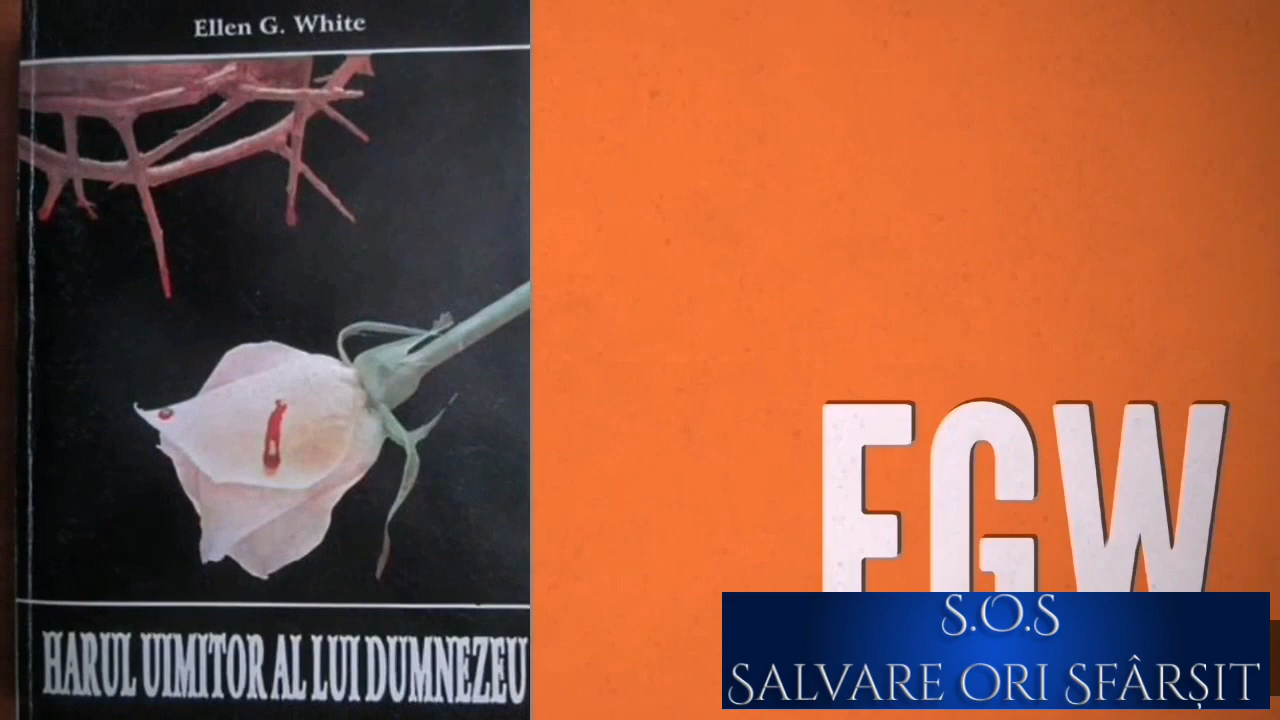 Ellen G. White
HARUL UIMITOR AL LUI DUMNEZEU
EGW
S.O.S
Salvare Ori Sfârșit